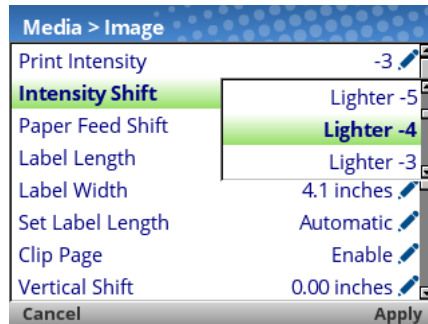 Media > Image
Print Intensity -3
Intensity Shift Lighter -5
Lighter -4
Paper Feed Shift
Label Length Lighter -3
Label Width 4.1 inches
Set Label Length Automatic
Clip Page Enable
Vertical Shift 0.00 inches
Cancel Apply